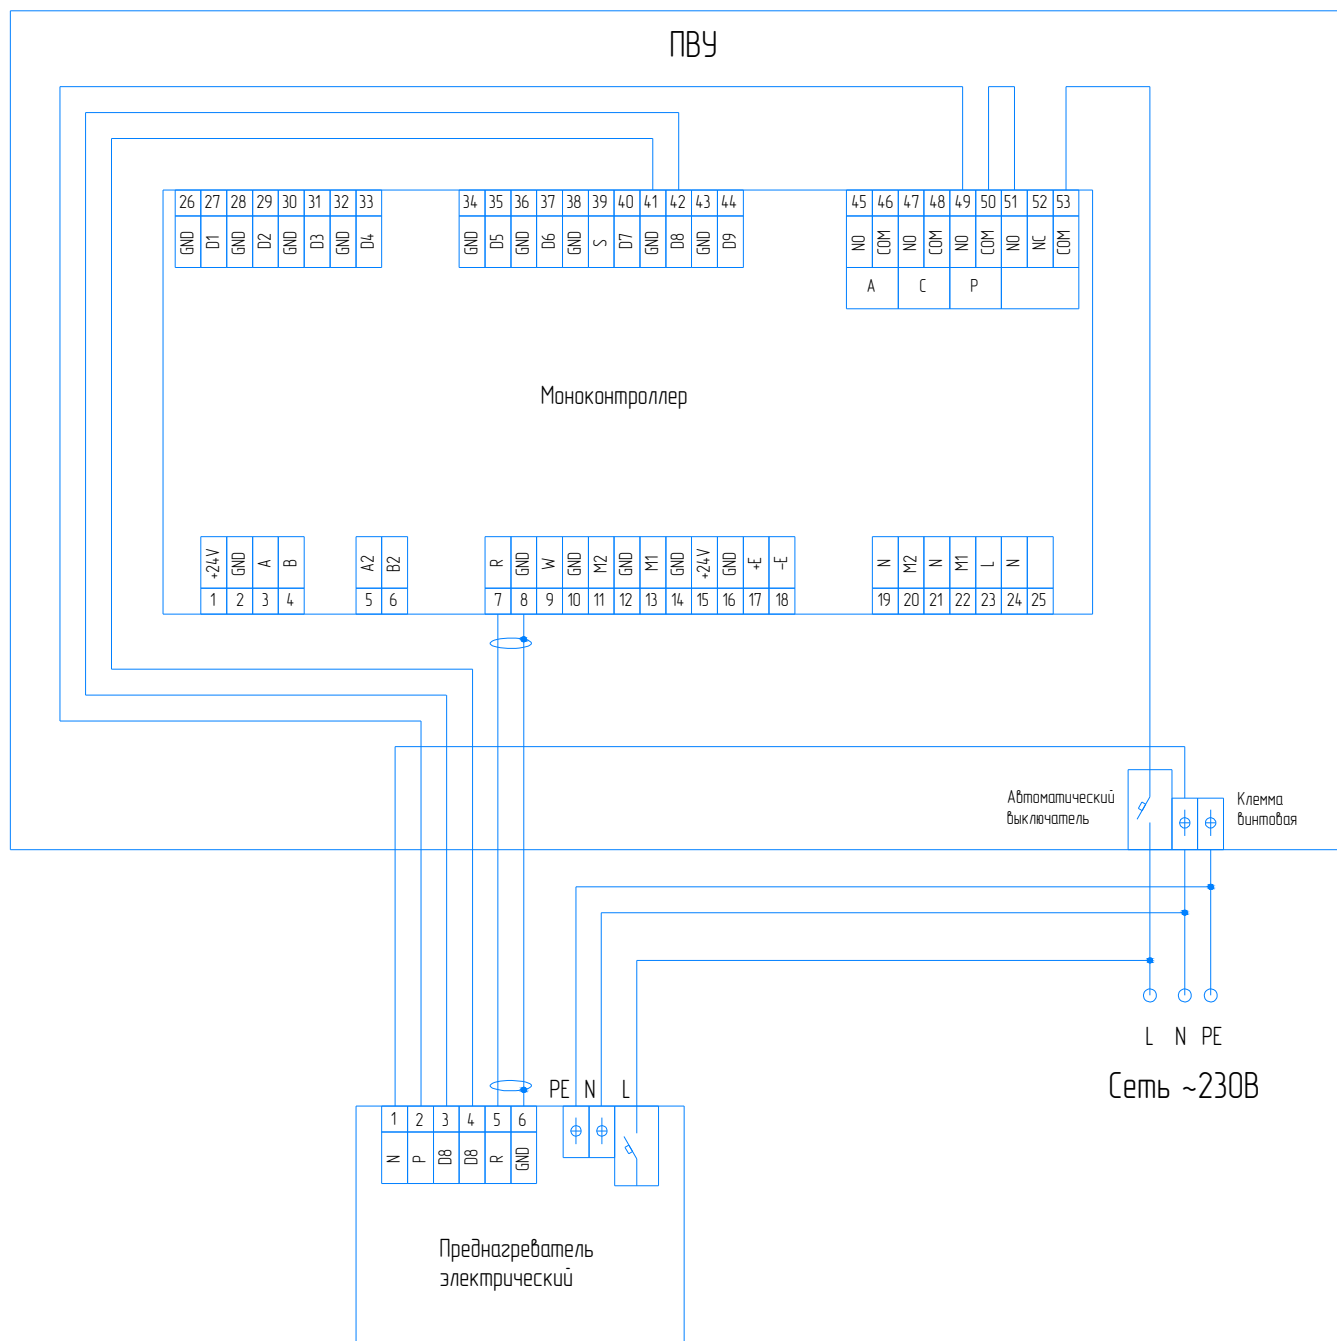 ПВУ
26 27 28 29 30 31 32 33
GND D1 GND D2 GND D3 GND D4
34 35 36 37 38 39 40 41 42 43 44
GND D5 GND D6 GND S D7 GND D8 GND D9
45 46 47 48 49 50 51 52 53
NO COM NO COM NO COM NO NC COM
A C P
Моноконтроллер
+24V GND A B
1 2 3 4
A2 B2
5 6
R GND W GND M2 GND M1 GND +24V GND +E -E
7 8 9 10 11 12 13 14 15 16 17 18
N M2 N M1 L N
19 20 21 22 23 24 25
Автоматический
выключатель
Клемма
винтовая
L N PE
Сеть ~230В
PE N L
1 2 3 4 5 6
N P D8 D8 R GND
Преднагреватель
электрический